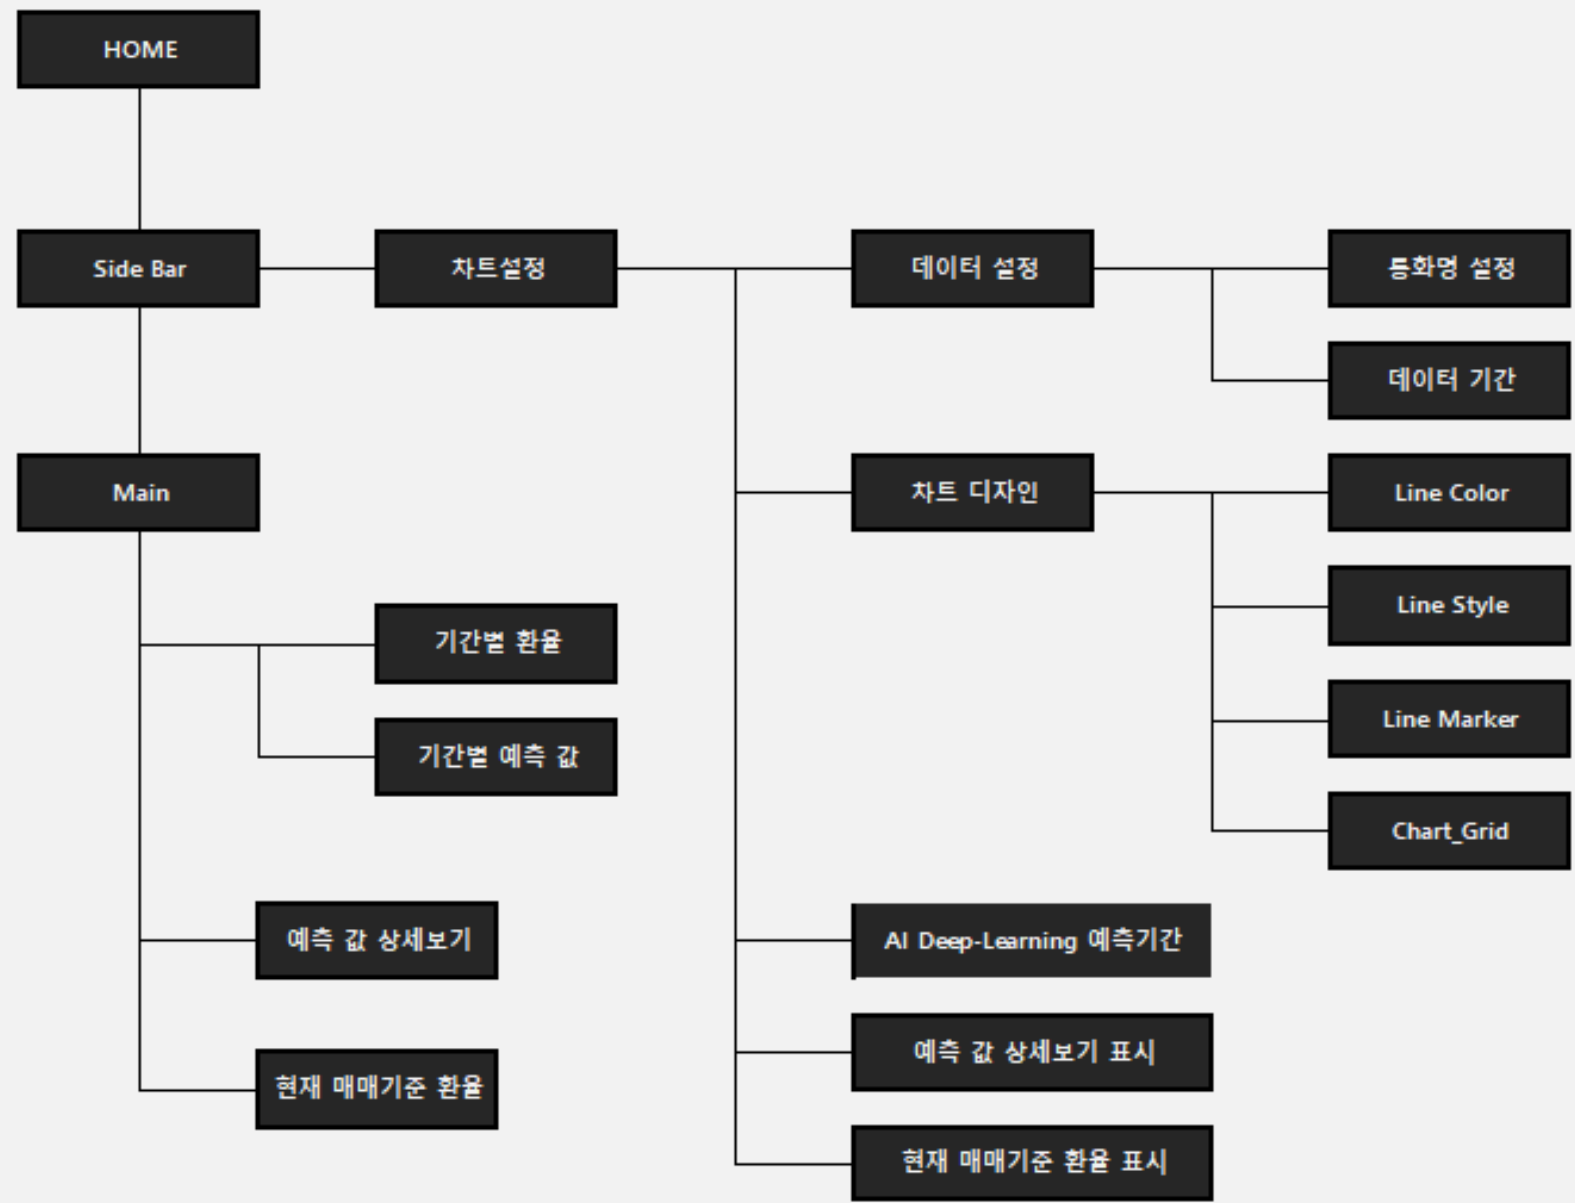 HOME
Side Bar
차트설정
데이터 설정
통화명 설정
데이터 기간
Main
차트 디자인
Line Color
Line Style
기간별 환율
Line Marker
기간별 예측 값
Chart_Grid
예측 값 상세보기
AI Deep-Learning 예측기간
예측 값 상세보기 표시
현재 매매기준 환율
현재 매매기준 환율 표시